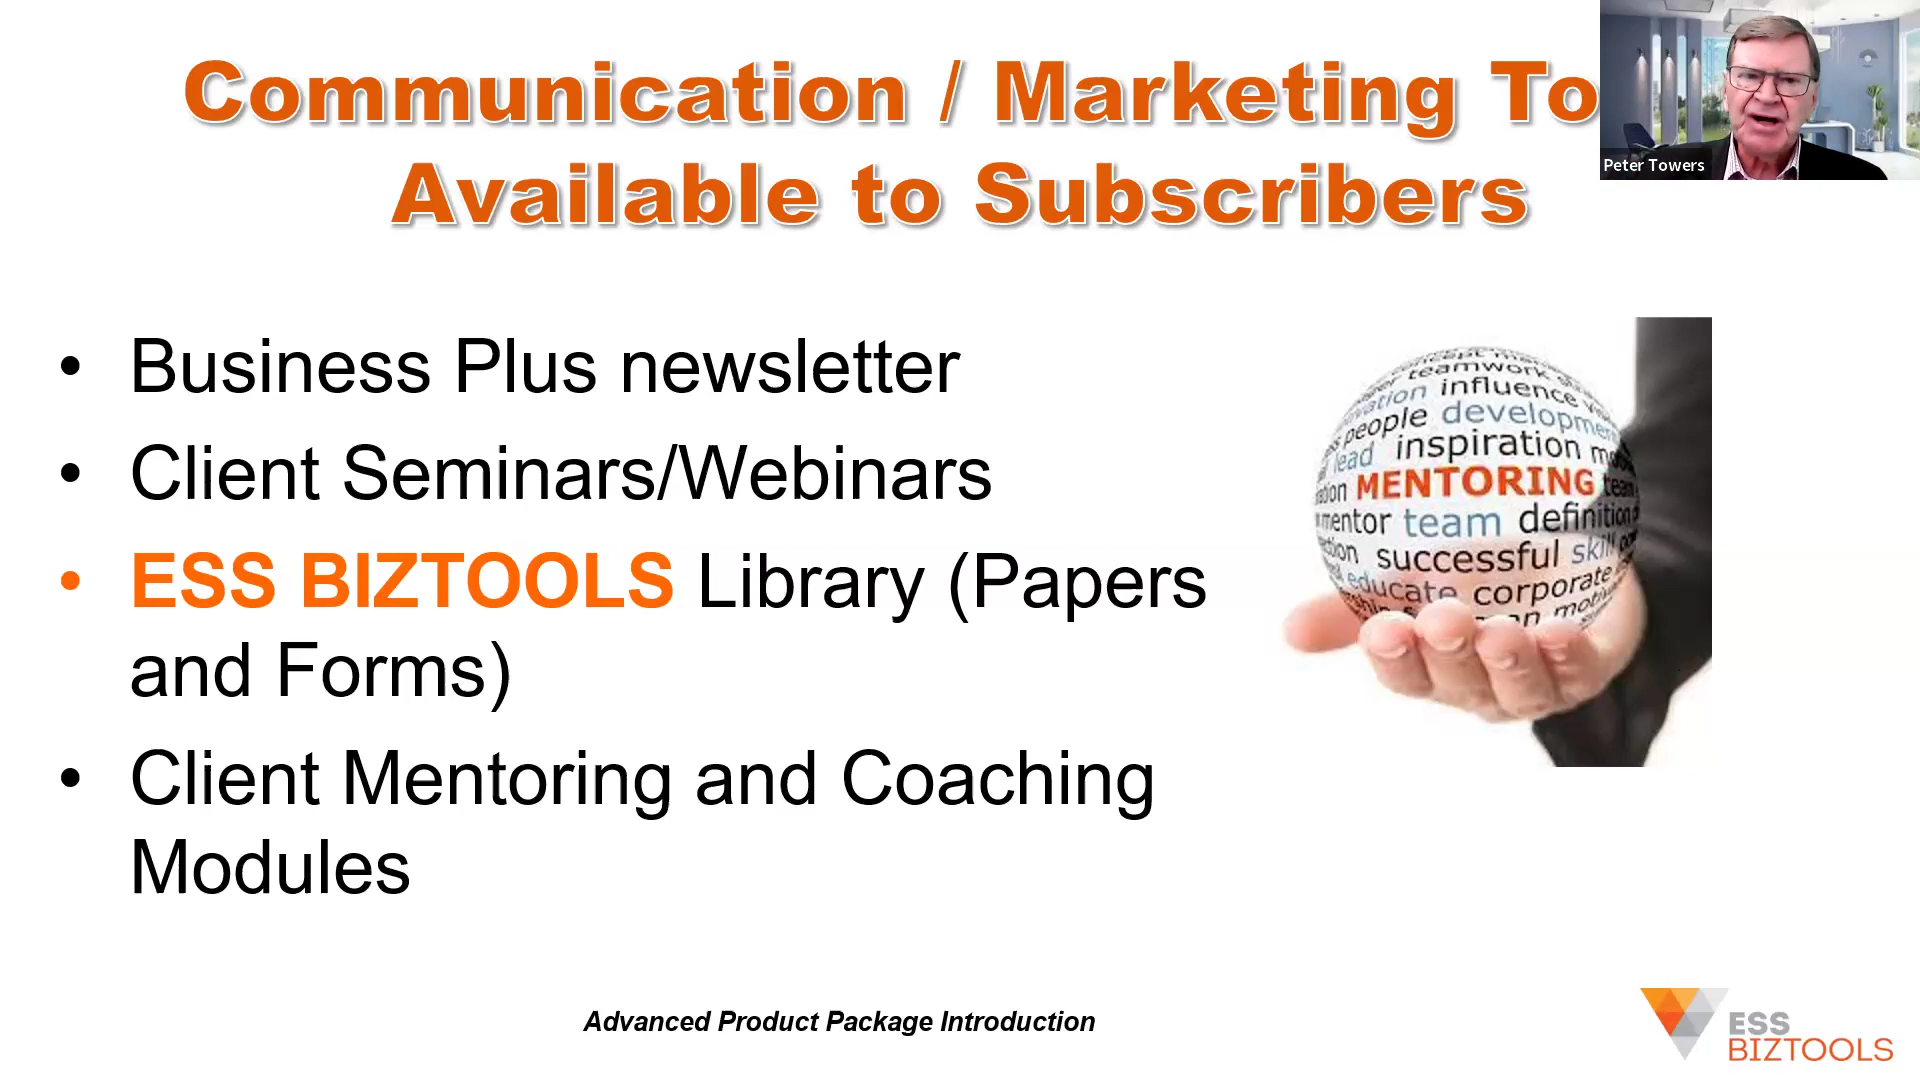 Communication / Marketing To
Available to Subscribers
Peter Towers
• Business Plus newsletter
• Client Seminars/Webinars
• ESS BIZTOOLS Library (Papers
and Forms)
• Client Mentoring and Coaching
Modules
teamwork
influence
people development
lead inspiration
MENTORING team
mentor team definition
successful skill
educate corporate
Advanced Product Package Introduction
ESS
BIZTOOLS